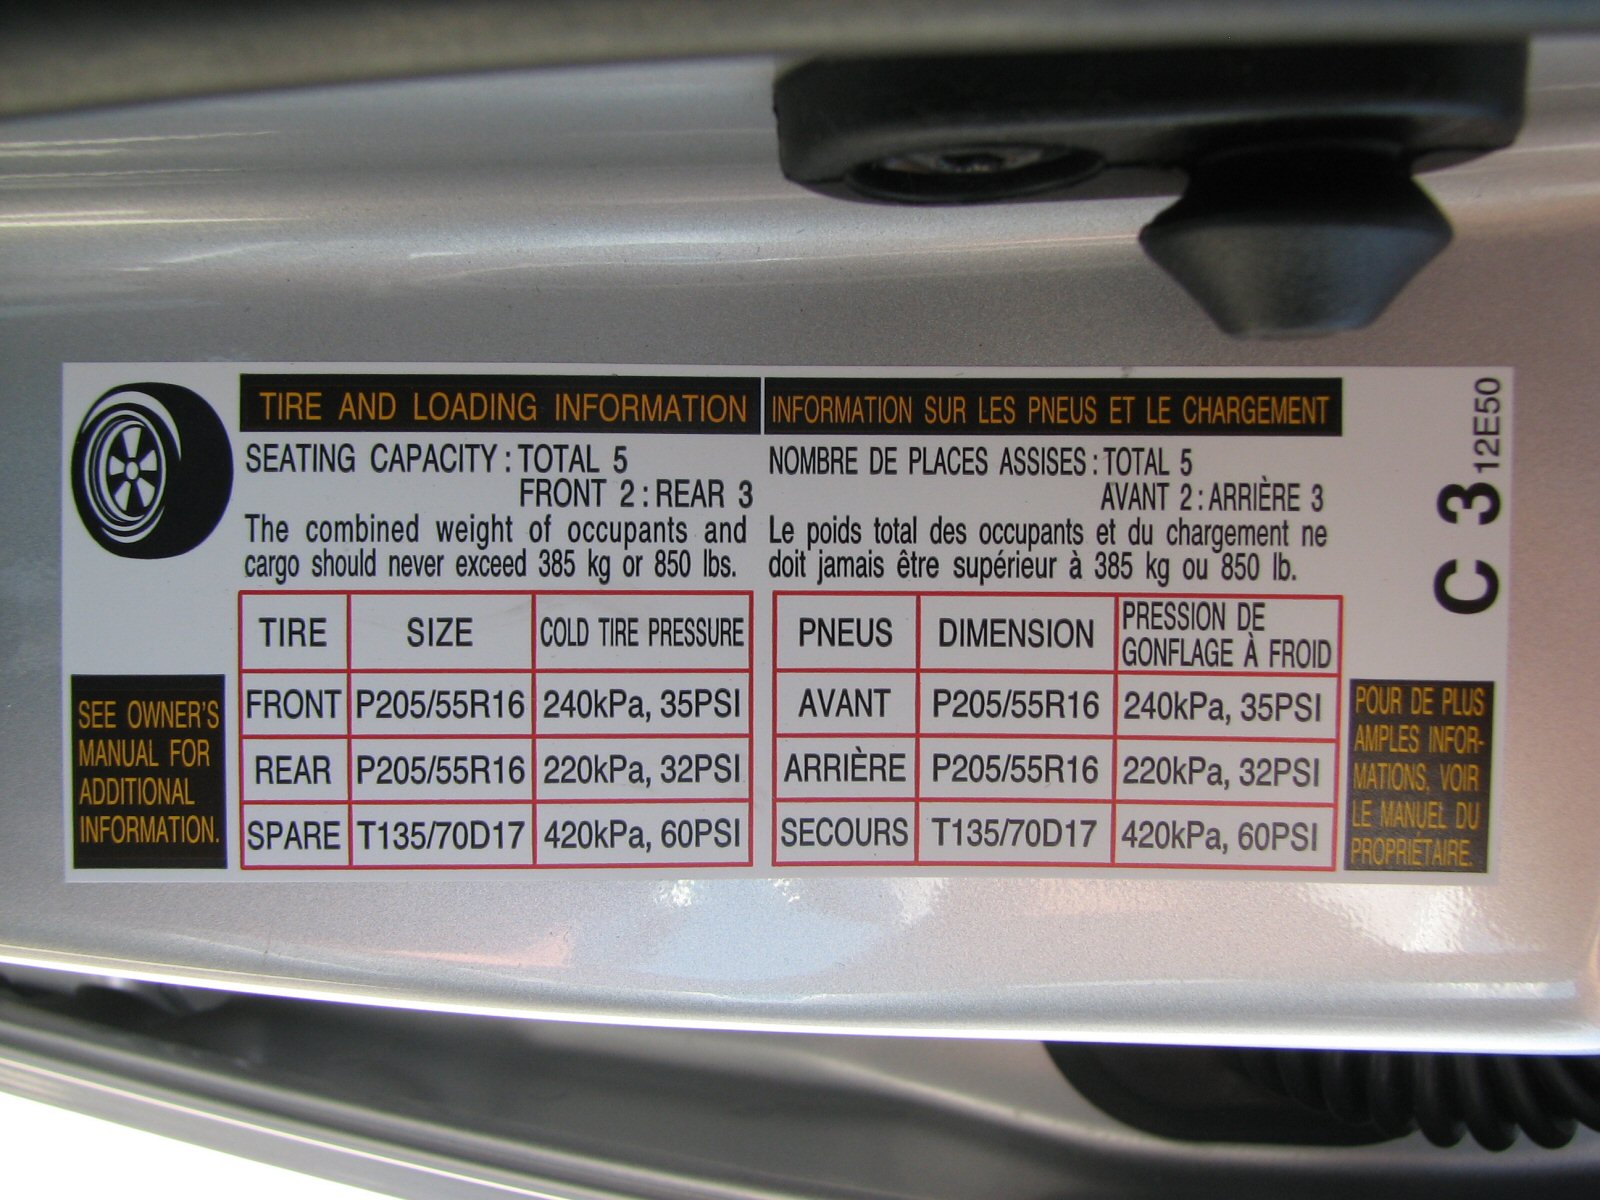 TIRE AND LOADING INFORMATION
SEATING CAPACITY : TOTAL 5
FRONT 2 : REAR 3
The combined weight of occupants and
cargo should never exceed 385 kg or 850 lbs.
TIRE SIZE COLD TIRE PRESSURE
FRONT P205/55R16 240kPa, 35PSI
REAR P205/55R16 220kPa, 32PSI
SPARE T135/70D17 420kPa, 60PSI
SEE OWNER'S
MANUAL FOR
ADDITIONAL
INFORMATION.
INFORMATION SUR LES PNEUS ET LE CHARGEMENT
NOMBRE DE PLACES ASSISES : TOTAL 5
AVANT 2 : ARRIÈRE 3
Le poids total des occupants et du chargement ne
doit jamais être supérieur à 385 kg ou 850 lb.
PNEUS DIMENSION PRESSION DE
GONFLAGE À FROID
AVANT P205/55R16 240kPa, 35PSI
ARRIÈRE P205/55R16 220kPa, 32PSI
SECOURS T135/70D17 420kPa, 60PSI
POUR DE PLUS
AMPLES INFOR-
MATIONS, VOIR
LE MANUEL DU
PROPRIÉTAIRE.
C 3 12E50